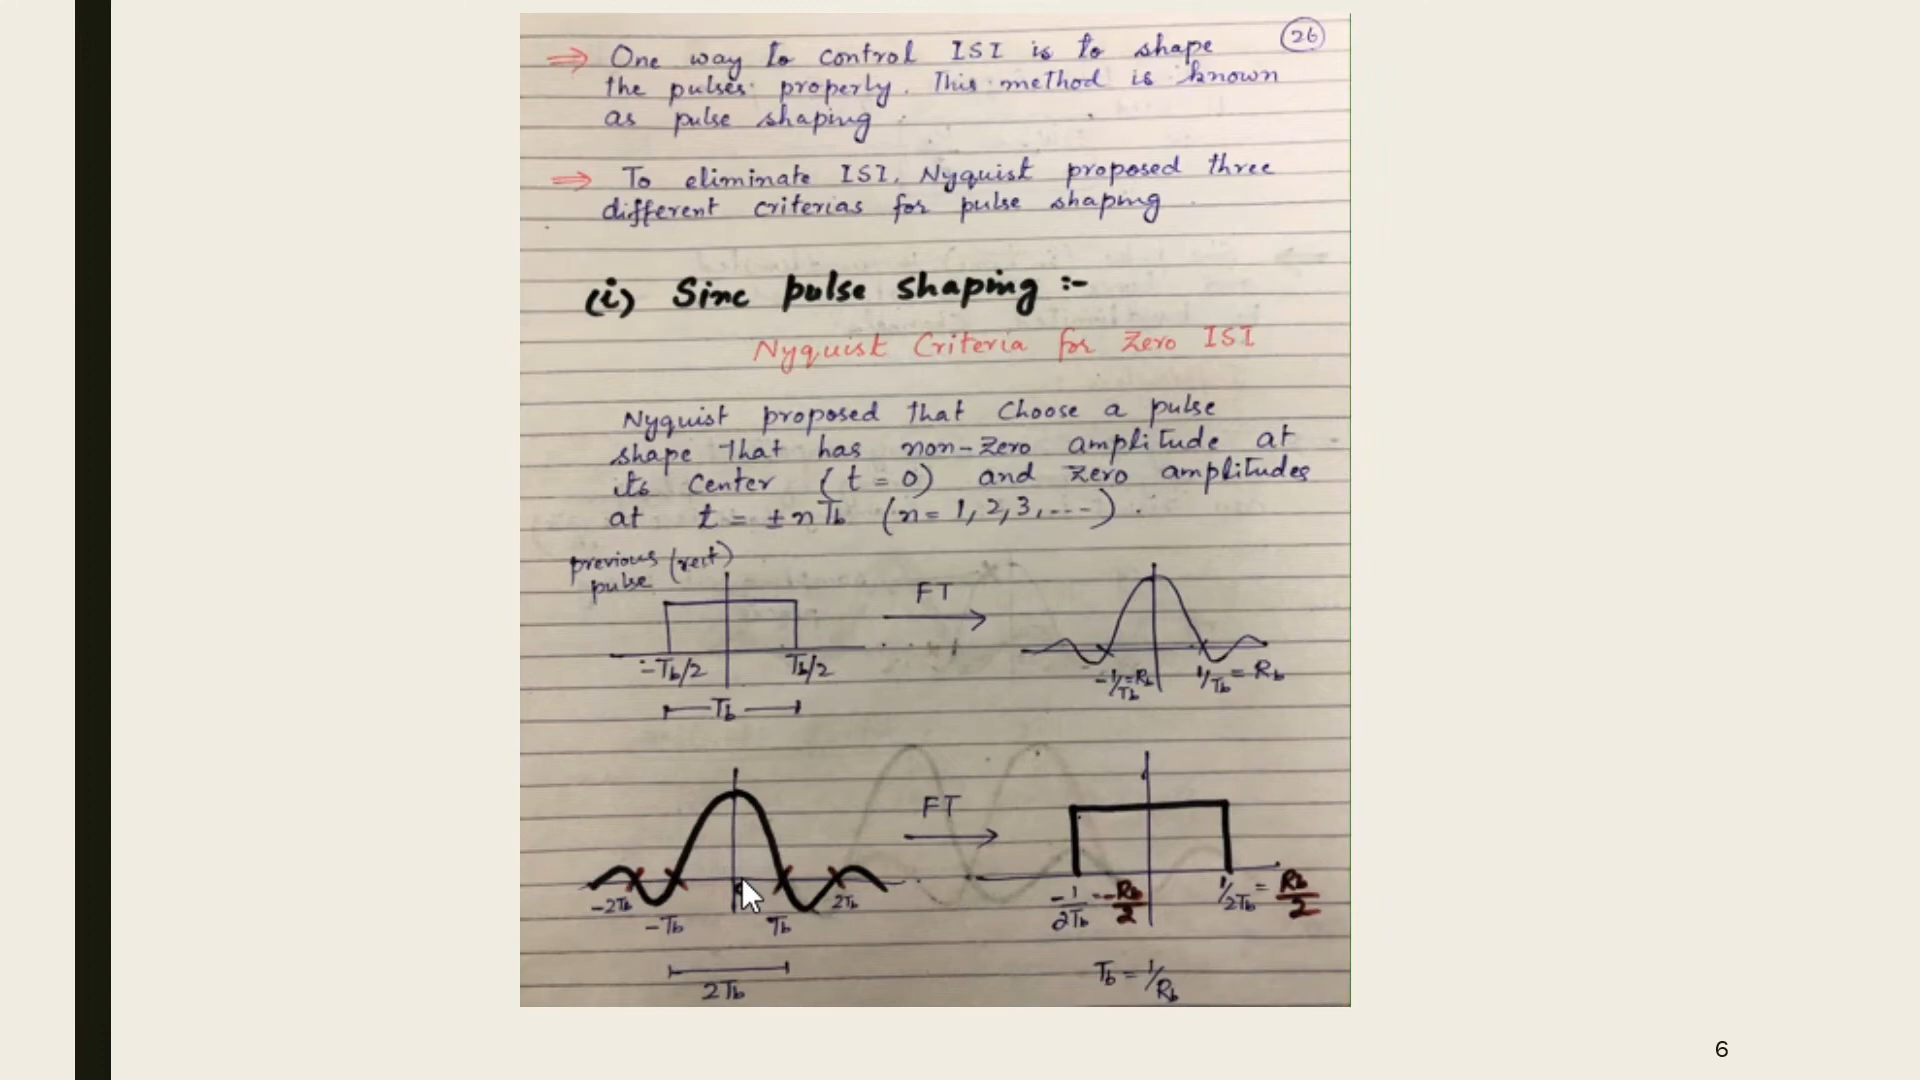 26
⇒ One way to control ISI is to shape
the pulses properly. This method is known
as pulse shaping
⇒ To eliminate ISI, Nyquist proposed three
different criterias for pulse shaping
(i) Sinc pulse shaping :-
Nyquist Criteria for Zero ISI
Nyquist proposed that choose a pulse
shape that has non-zero amplitude at
its center (t = 0) and zero amplitudes
at t = ± nTb (n = 1, 2, 3, ....) .
previous (rect)
pulse
FT
-Tb/2 Tb/2
-1/Tb = Rb 1/Tb = Rb
Tb
FT
-2Tb -Tb Tb 2Tb
-1/2Tb = -Rb/2 1/2Tb = Rb/2
2Tb
Tb = 1/Rb
6